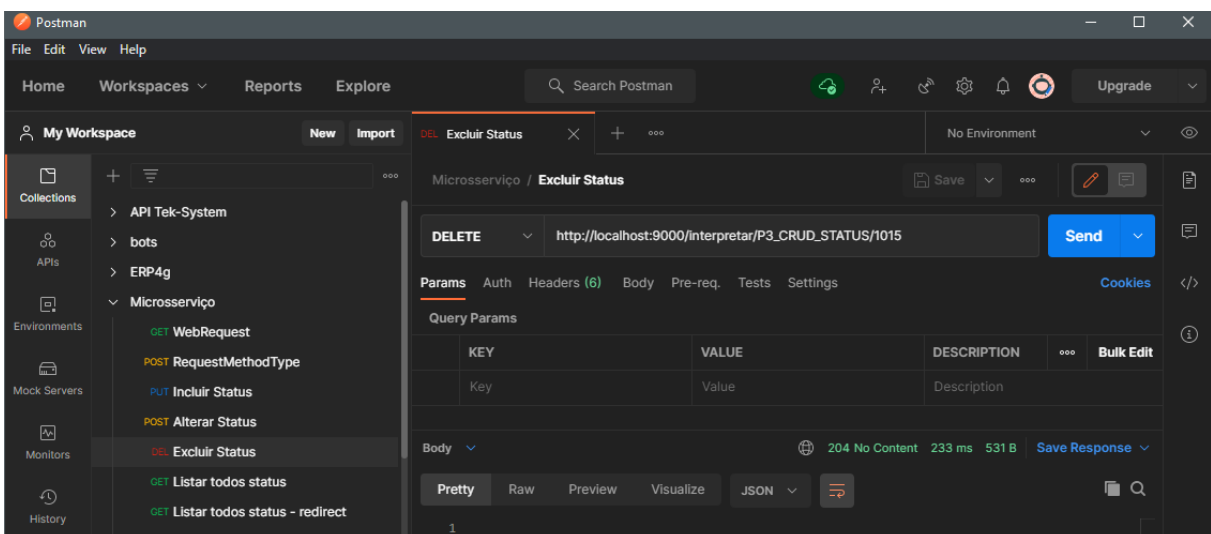 Postman
File Edit View Help
Home Workspaces Reports Explore Search Postman Upgrade
My Workspace New Import DEL Excluir Status No Environment
Collections
APIs
Environments
Mock Servers
Monitors
History
API Tek-System
bots
ERP4g
Microsserviço
GET WebRequest
POST RequestMethodType
PUT Incluir Status
POST Alterar Status
DEL Excluir Status
GET Listar todos status
GET Listar todos status - redirect
Microsserviço / Excluir Status Save
DELETE http://localhost:9000/interpretar/P3_CRUD_STATUS/1015 Send
Params Auth Headers (6) Body Pre-req. Tests Settings Cookies
Query Params
KEY VALUE DESCRIPTION Bulk Edit
Key Value Description
Body 204 No Content 233 ms 531 B Save Response
Pretty Raw Preview Visualize JSON
1